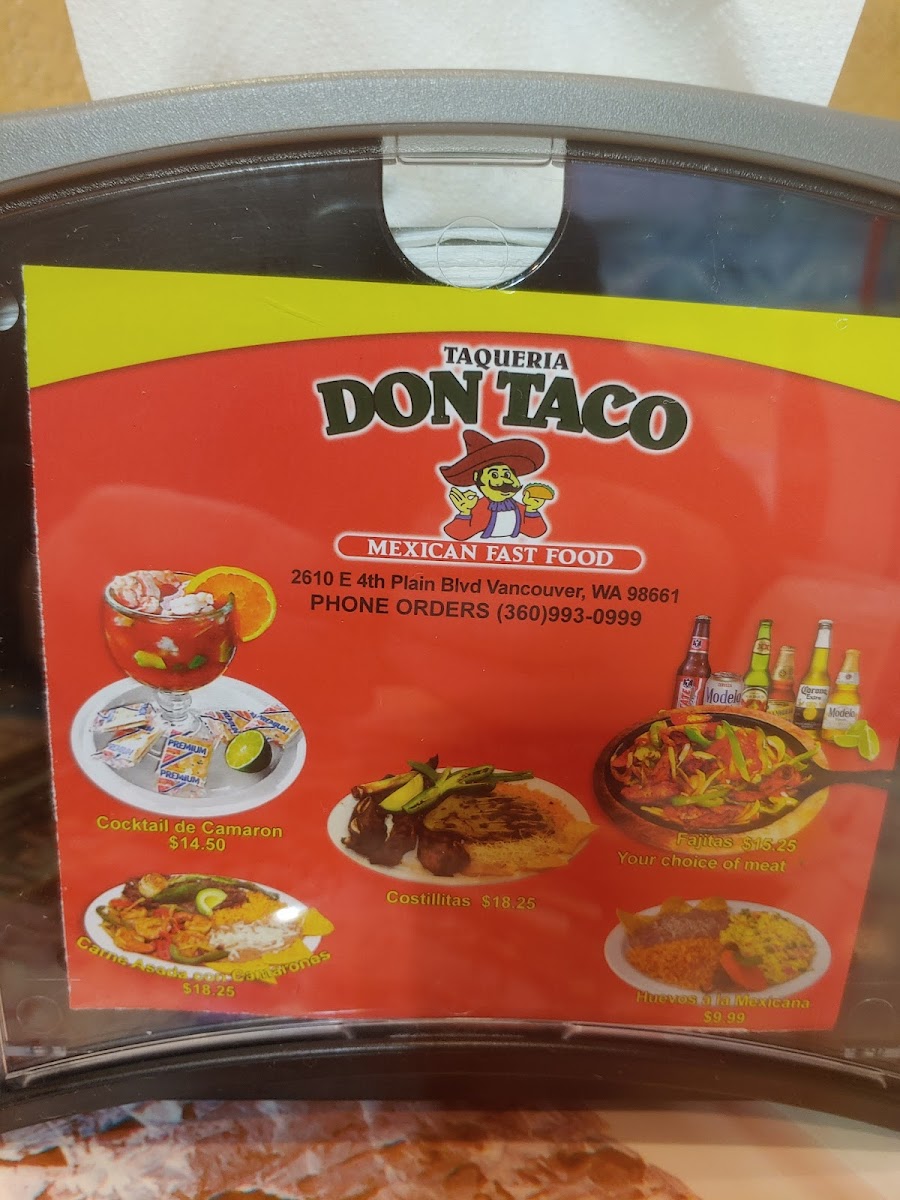 TAQUERIA
DON TACO
MEXICAN FAST FOOD
2610 E 4th Plain Blvd Vancouver, WA 98661
PHONE ORDERS (360)993-0999
Modelo
Corona
Extra
Modelo
PREMIUM
PREMIUM
Cocktail de Camaron
$14.50
Fajitas $15.25
Your choice of meat
Costillitas $18.25
Carne Asada con Camarones
$18.25
Huevos a la Mexicana
$9.99